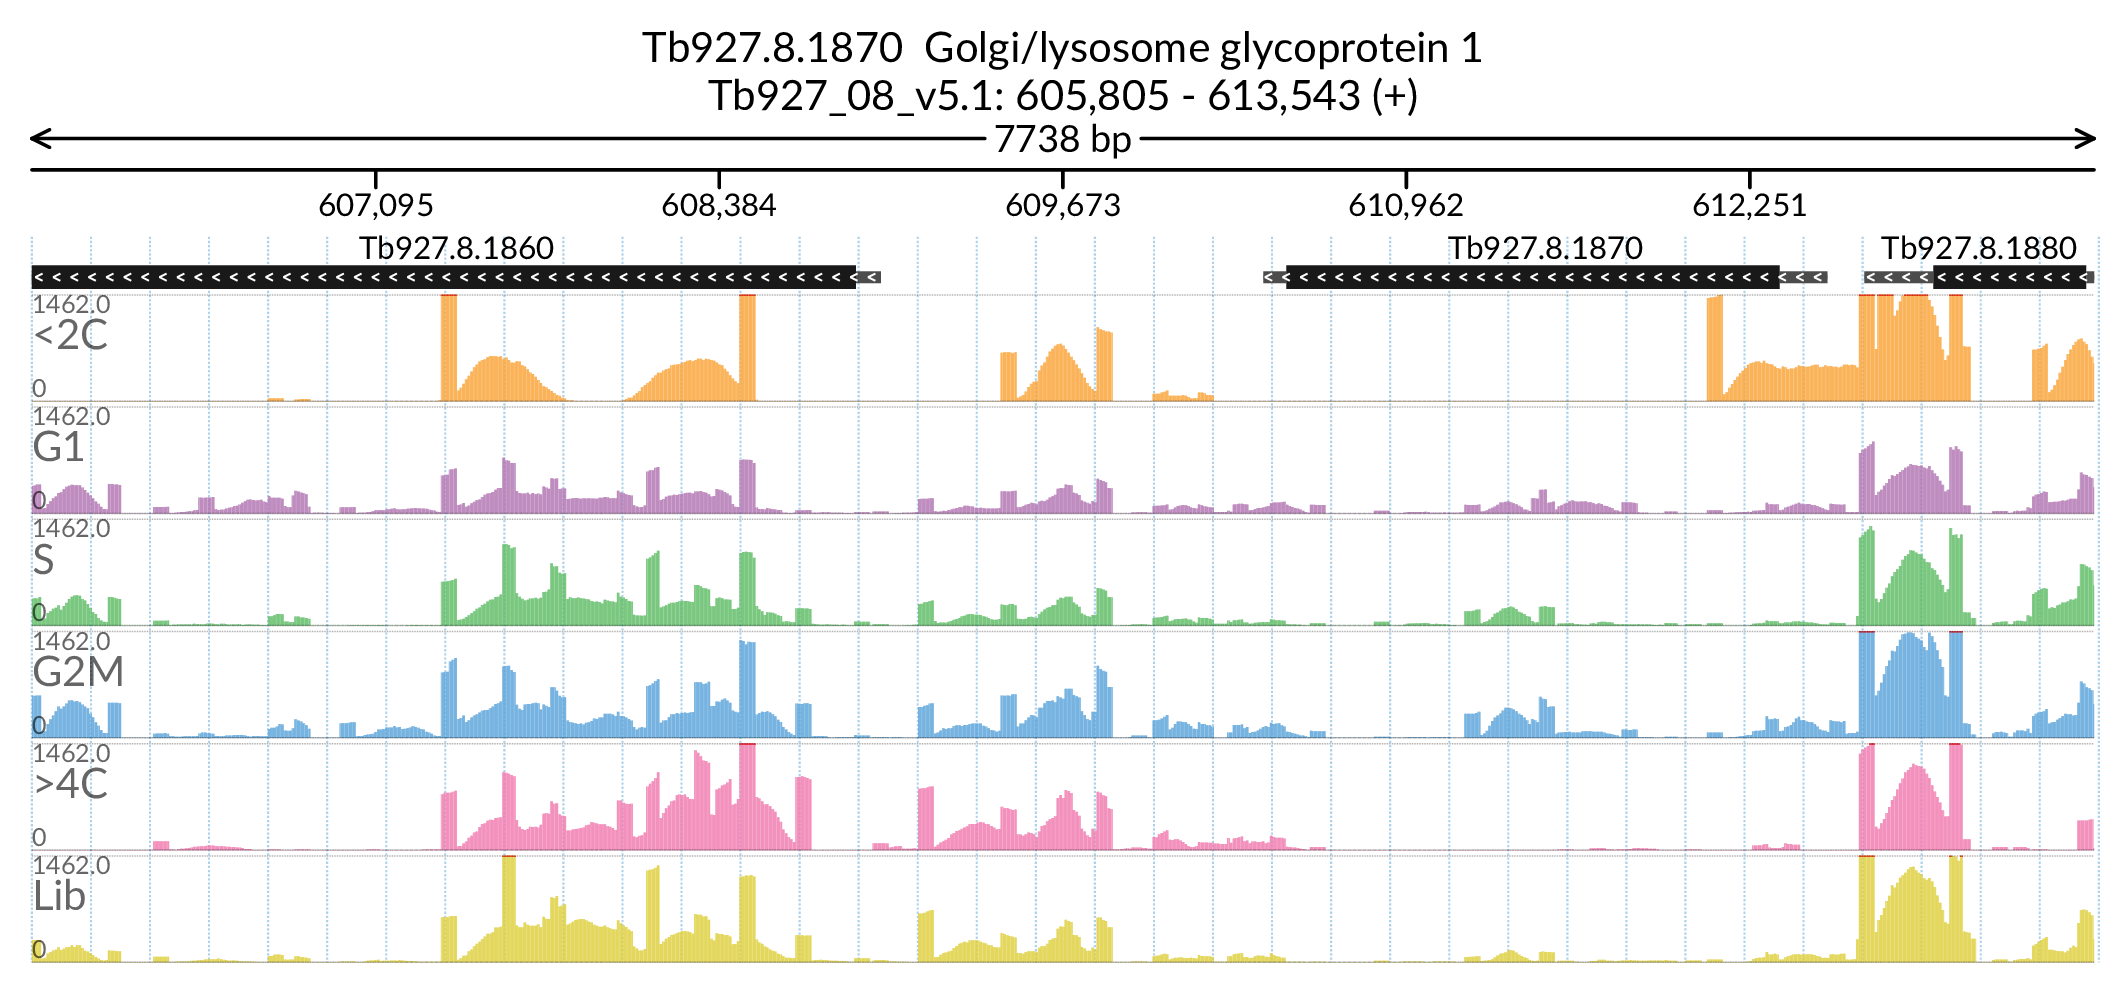 Tb927.8.1870  Golgi/lysosome glycoprotein 1
Tb927_08_v5.1: 605,805 - 613,543 (+)
7738 bp
607,095 608,384 609,673 610,962 612,251
Tb927.8.1860 Tb927.8.1870 Tb927.8.1880
1462.0
<2C
0
1462.0
G1
0
1462.0
S
0
1462.0
G2M
0
1462.0
>4C
0
1462.0
Lib
0